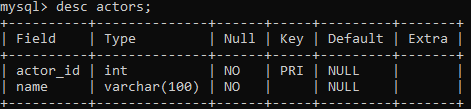 mysql> desc actors;
+----------+--------------+------+-----+---------+-------+
| Field    | Type         | Null | Key | Default | Extra |
+----------+--------------+------+-----+---------+-------+
| actor_id | int          | NO   | PRI | NULL    |       |
| name     | varchar(100) | NO   |     | NULL    |       |
+----------+--------------+------+-----+---------+-------+